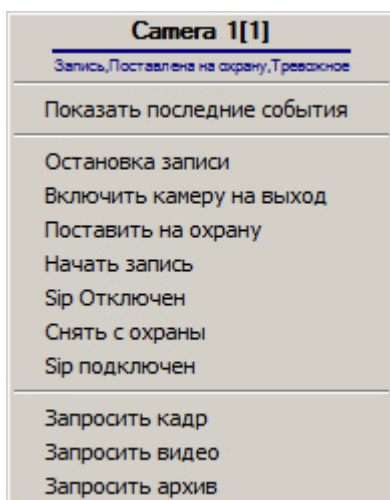 Camera 1[1]
Запись,Поставлена на охрану,Тревожное
Показать последние события
Остановка записи
Включить камеру на выход
Поставить на охрану
Начать запись
Sip Отключен
Снять с охраны
Sip подключен
Запросить кадр
Запросить видео
Запросить архив